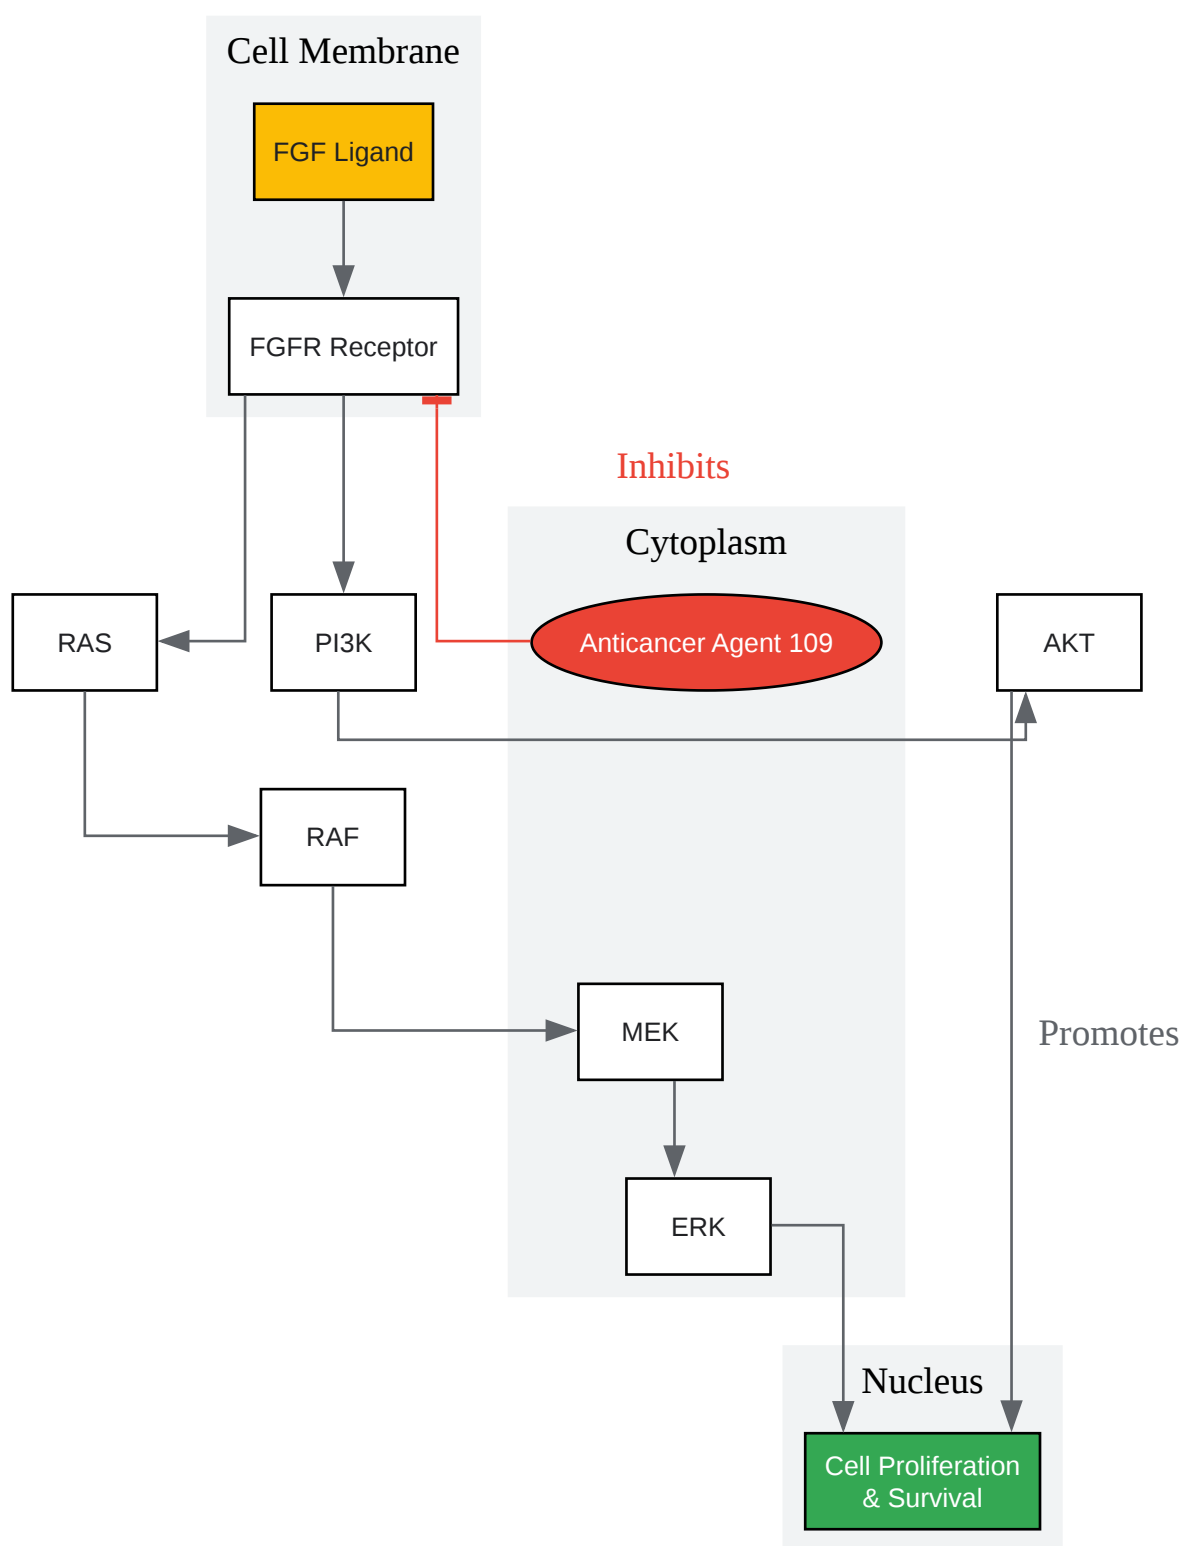 Cell Membrane
FGF Ligand
FGFR Receptor
Inhibits
Cytoplasm
RAS
PI3K
Anticancer Agent 109
AKT
RAF
MEK
Promotes
ERK
Nucleus
Cell Proliferation
& Survival